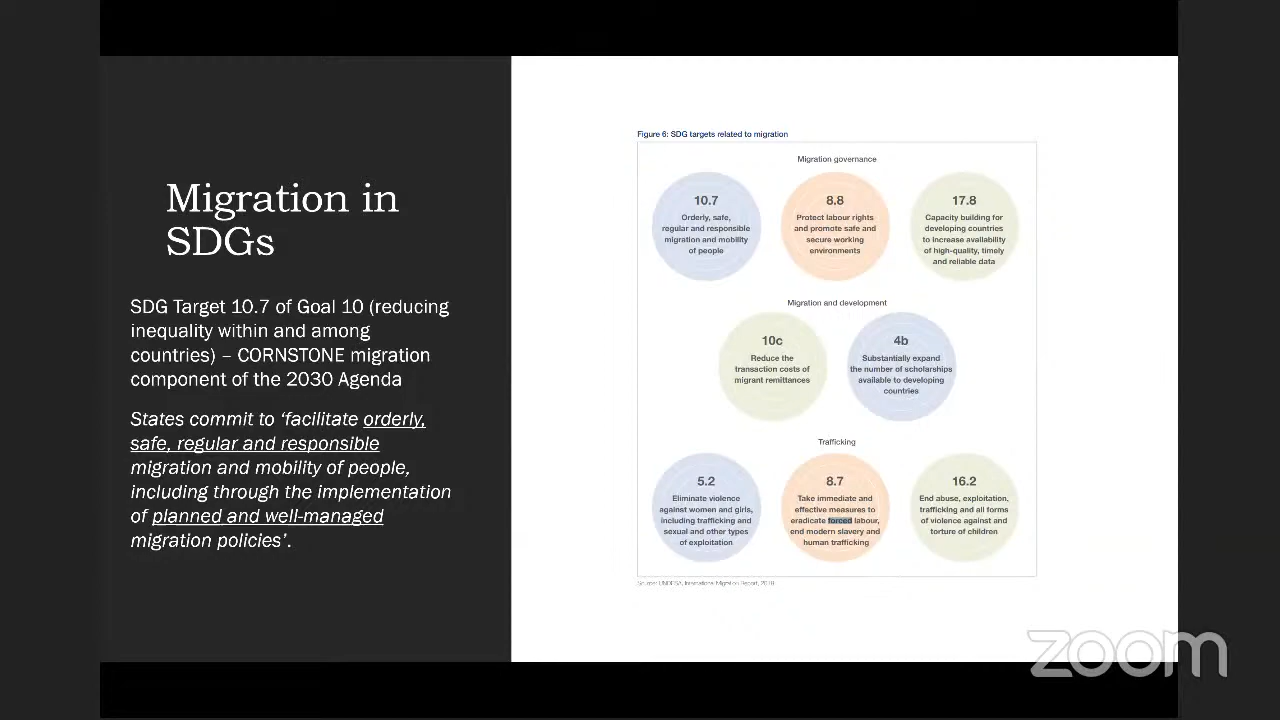 Migration in
SDGs
SDG Target 10.7 of Goal 10 (reducing
inequality within and among
countries) – CORNSTONE migration
component of the 2030 Agenda
States commit to ‘facilitate orderly,
safe, regular and responsible
migration and mobility of people,
including through the implementation
of planned and well-managed
migration policies’.
Figure 6: SDG targets related to migration
Migration governance
10.7
Orderly, safe,
regular and responsible
migration and mobility
of people
8.8
Protect labour rights
and promote safe and
secure working
environments
17.8
Capacity building for
developing countries
to increase availability
of high-quality, timely
and reliable data
Migration and development
10c
Reduce the
transaction costs of
migrant remittances
4b
Substantially expand
the number of scholarships
available to developing
countries
Trafficking
5.2
Eliminate violence
against women and girls,
including trafficking and
sexual and other types
of exploitation
8.7
Take immediate and
effective measures to
eradicate forced labour,
end modern slavery and
human trafficking
16.2
End abuse, exploitation,
trafficking and all forms
of violence against and
torture of children
Source: UNDESA, International Migration Report,
zoom